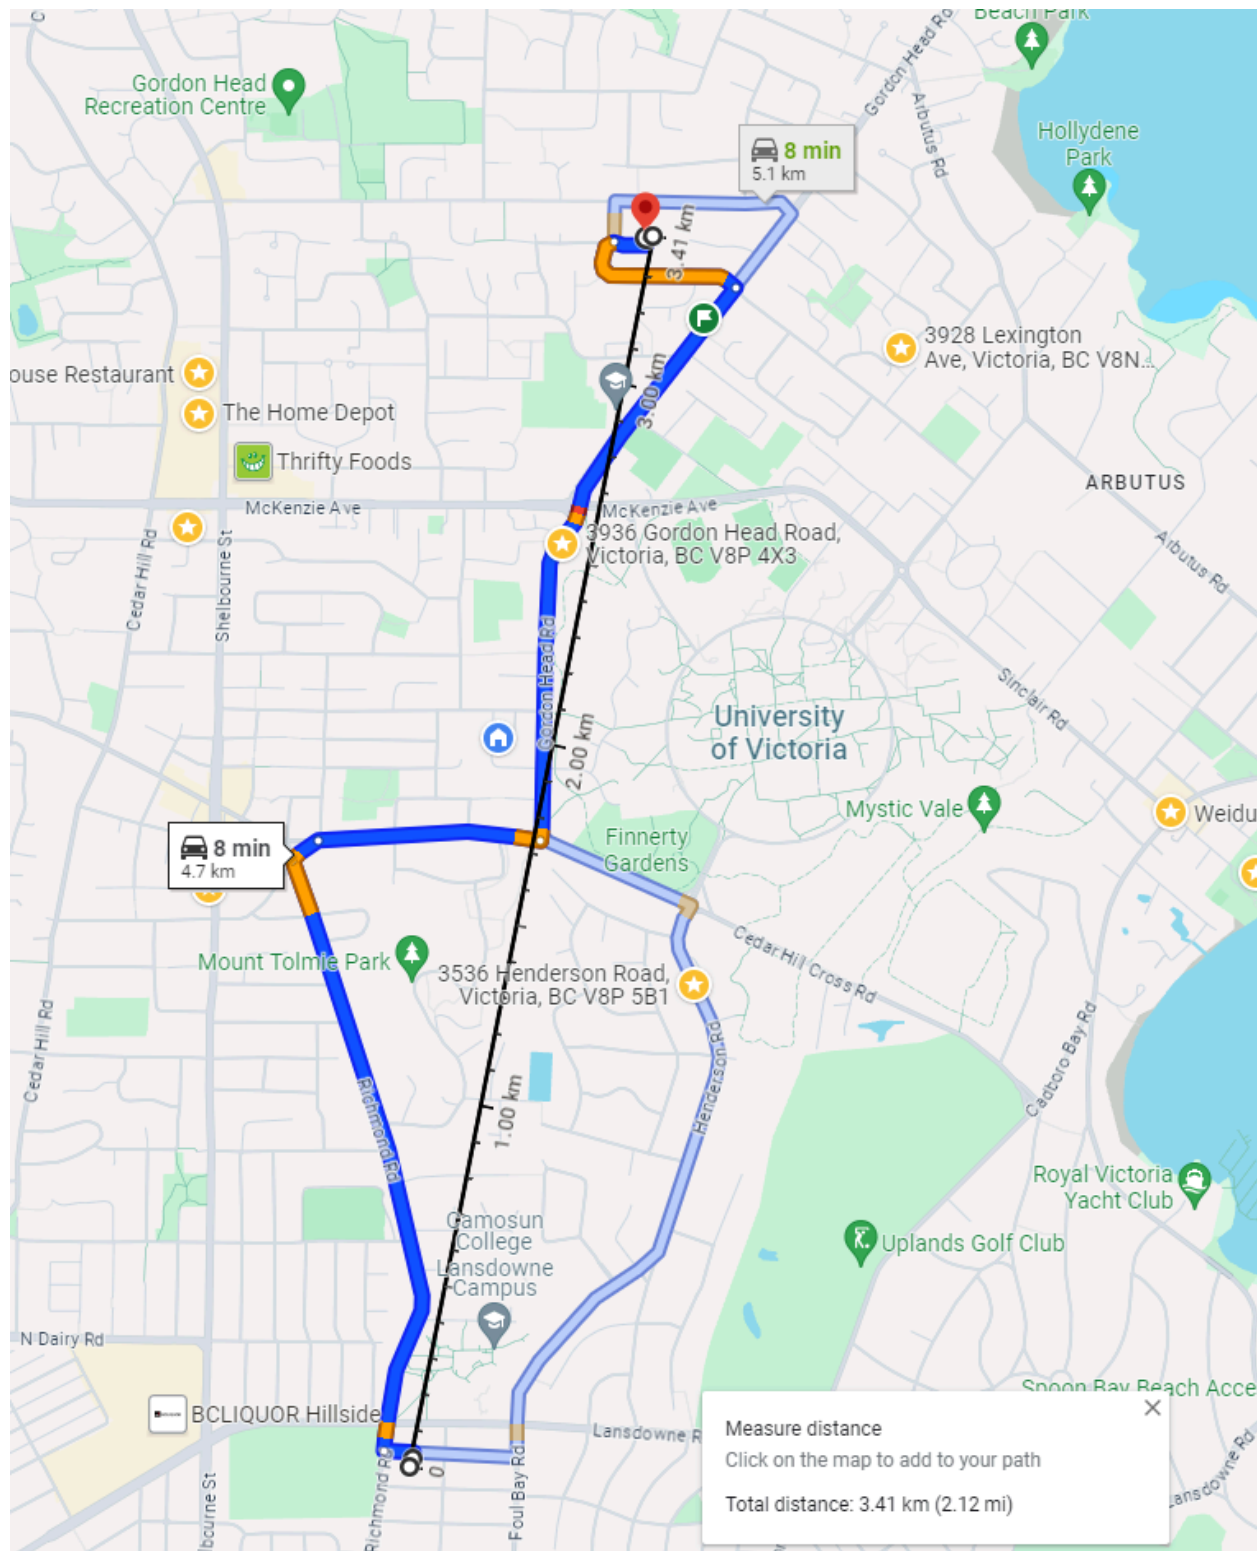 Beach Park
Gordon Head Rd
Gordon Head
Recreation Centre
Arbutus Rd
Hollydene
Park
8 min
5.1 km
3.41 km
3928 Lexington
Ave, Victoria, BC V8N...
ouse Restaurant
The Home Depot
3.00 km
Thrifty Foods
ARBUTUS
McKenzie Ave
McKenzie Ave
3936 Gordon Head Road,
Victoria, BC V8P 4X3
Arbutus Rd
Cedar Hill Rd
Shelbourne St
Gordon Head Rd
Sinclair Rd
University
of Victoria
2.00 km
Mystic Vale
Weidu
Finnerty
Gardens
8 min
4.7 km
Cedar Hill Cross Rd
Mount Tolmie Park
3536 Henderson Road,
Victoria, BC V8P 5B1
Cedar Hill Rd
Henderson Rd
Cadboro Bay Rd
1.00 km
Richmond Rd
Royal Victoria
Yacht Club
Camosun
College
Lansdowne
Campus
Uplands Golf Club
N Dairy Rd
Spoon Bay Beach Acce
BCLIQUOR Hillside
Lansdowne R
Measure distance
Click on the map to add to your path
Total distance: 3.41 km (2.12 mi)
0
Richmond Rd
Foul Bay Rd
lbourne St
Lansdowne Rd